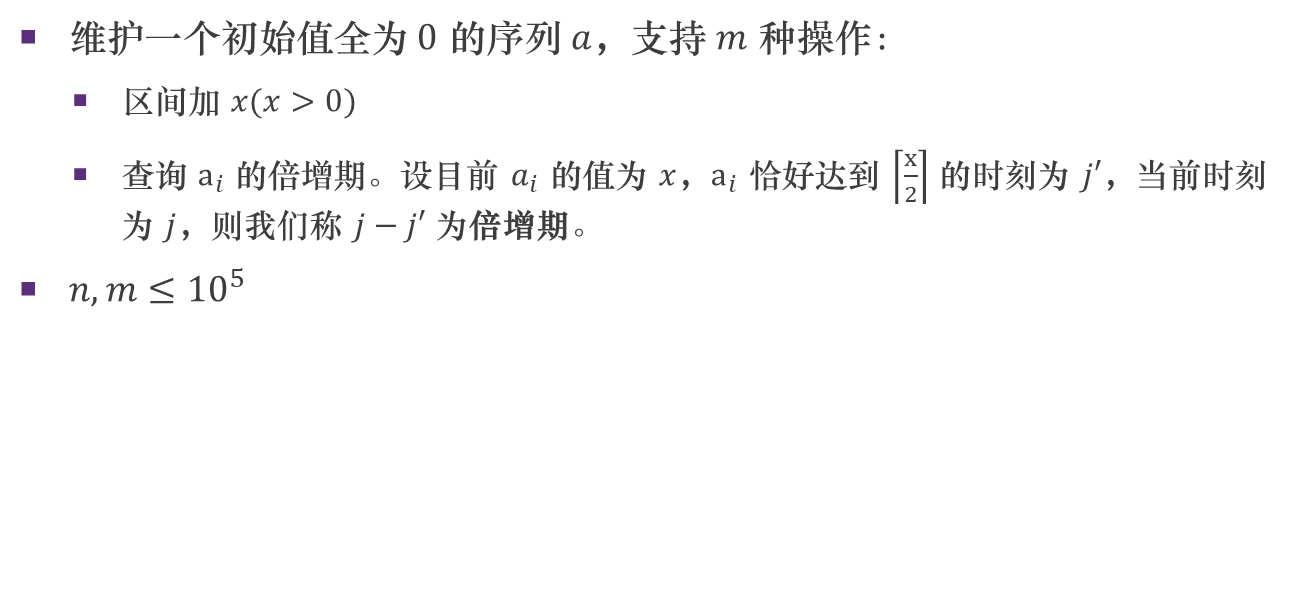 维护一个初始值全为 0 的序列 a，支持 m 种操作：
区间加 x(x > 0)
查询 aᵢ 的倍增期。设目前 aᵢ 的值为 x，aᵢ 恰好达到 ⌈x/2⌉ 的时刻为 j′，当前时刻
为 j，则我们称 j − j′ 为倍增期。
n, m ≤ 10⁵